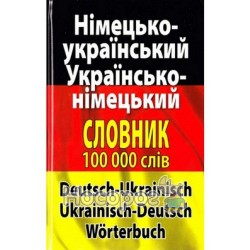 Німецько-
український
Українсько-
німецький
СЛОВНИК
100 000 слів
Deutsch-Ukrainisch
Ukrainisch-Deutsch
Wörterbuch